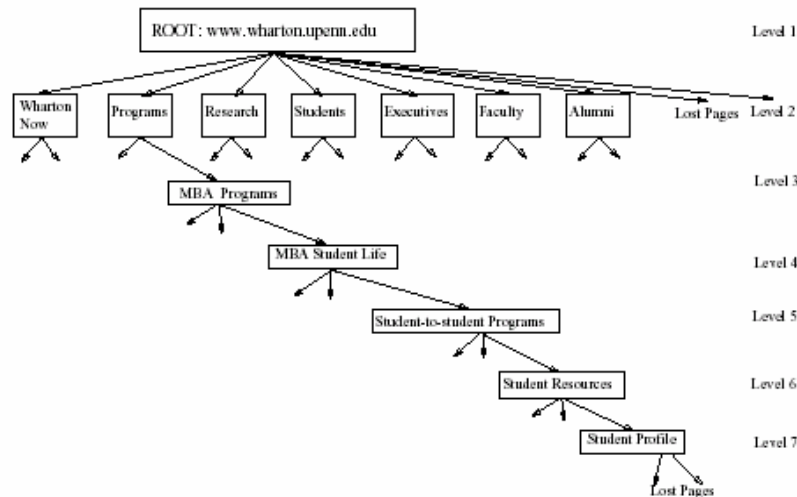 ROOT: www.wharton.upenn.edu
Level 1
Wharton
Now
Programs
Research
Students
Executives
Faculty
Alumni
Lost Pages
Level 2
MBA Programs
Level 3
MBA Student Life
Level 4
Student-to-student Programs
Level 5
Student Resources
Level 6
Student Profile
Level 7
Lost Pages